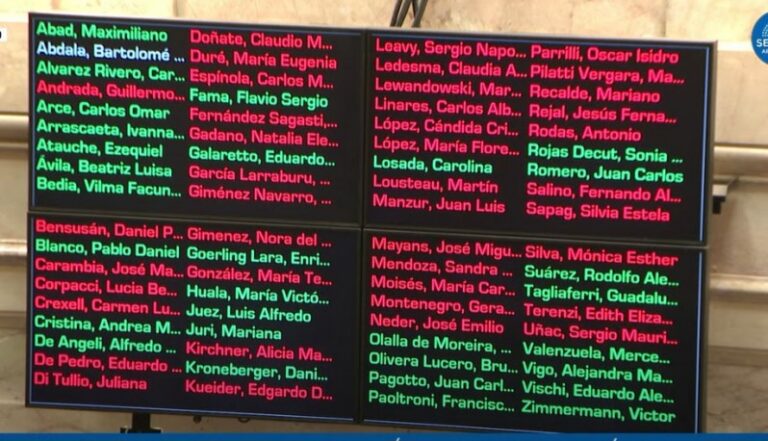 Abad, Maximiliano
Abdala, Bartolomé ...
Alvarez Rivero, Car...
Andrada, Guillermo...
Arce, Carlos Omar
Arrascaeta, Ivanna...
Atauche, Ezequiel
Ávila, Beatriz Luisa
Bedia, Vilma Facun...
Doñate, Claudio M...
Duré, María Eugenia
Espínola, Carlos M...
Fama, Flavio Sergio
Fernández Sagasti,...
Gadano, Natalia Ele...
Galaretto, Eduardo...
García Larraburu, ...
Giménez Navarro, ...
Leavy, Sergio Napo...
Ledesma, Claudia A...
Lewandowski, Mar...
Linares, Carlos Alb...
López, Cándida Cri...
López, María Flore...
Losada, Carolina
Lousteau, Martín
Manzur, Juan Luis
Parrilli, Oscar Isidro
Pilatti Vergara, Ma...
Recalde, Mariano
Rejal, Jesús Ferna...
Rodas, Antonio
Rojas Decut, Sonia ...
Romero, Juan Carlos
Salino, Fernando Al...
Sapag, Silvia Estela
Bensusán, Daniel P...
Blanco, Pablo Daniel
Carambia, José Ma...
Corpacci, Lucia Be...
Crexell, Carmen Lu...
Cristina, Andrea M...
De Angeli, Alfredo ...
De Pedro, Eduardo ...
Di Tullio, Juliana
Gimenez, Nora del ...
Goerling Lara, Enri...
González, María Te...
Huala, María Victó...
Juez, Luis Alfredo
Juri, Mariana
Kirchner, Alicia Ma...
Kroneberger, Dani...
Kueider, Edgardo D...
Mayans, José Migu...
Mendoza, Sandra ...
Moisés, María Car...
Montenegro, Gera...
Neder, José Emilio
Olalla de Moreira, ...
Olivera Lucero, Bru...
Pagotto, Juan Carl...
Paoltroni, Francisc...
Silva, Mónica Esther
Suárez, Rodolfo Ale...
Tagliaferri, Guadalu...
Terenzi, Edith Eliza...
Uñac, Sergio Mauri...
Valenzuela, Merce...
Vigo, Alejandra Ma...
Vischi, Eduardo Ale...
Zimmermann, Víctor